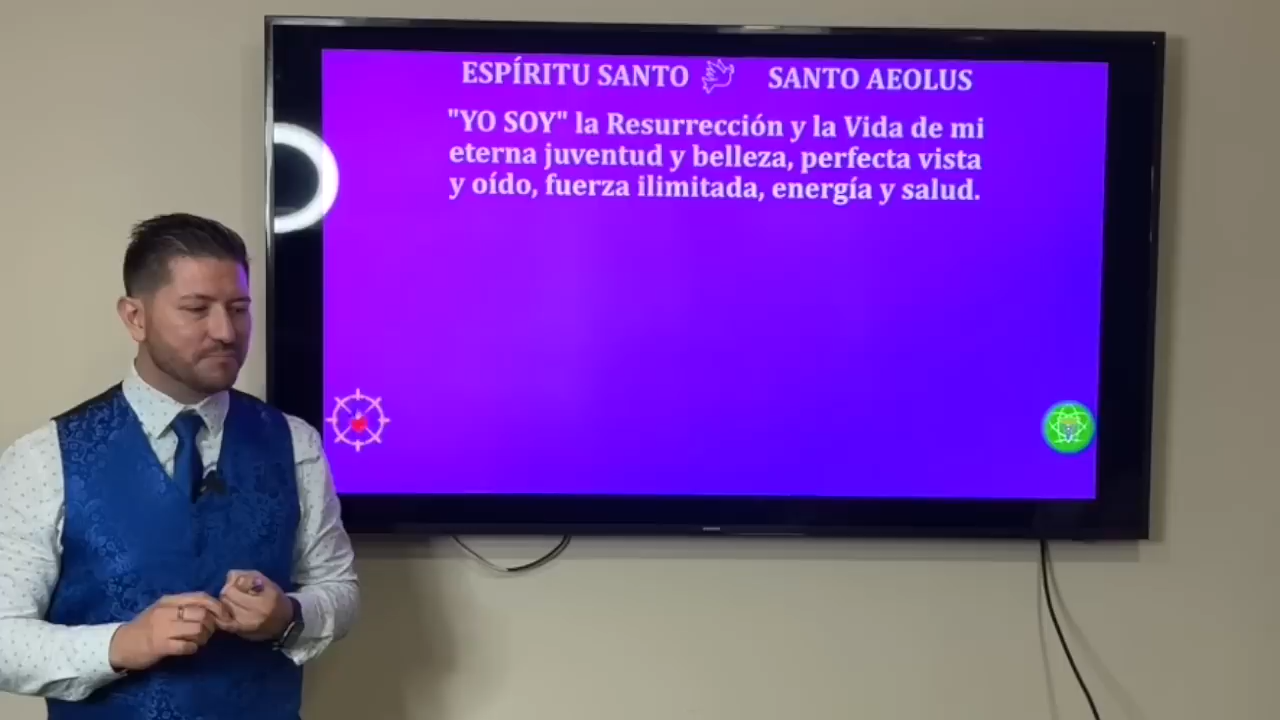 ESPÍRITU SANTO SANTO AEOLUS
"YO SOY" la Resurrección y la Vida de mi
eterna juventud y belleza, perfecta vista
y oído, fuerza ilimitada, energía y salud.